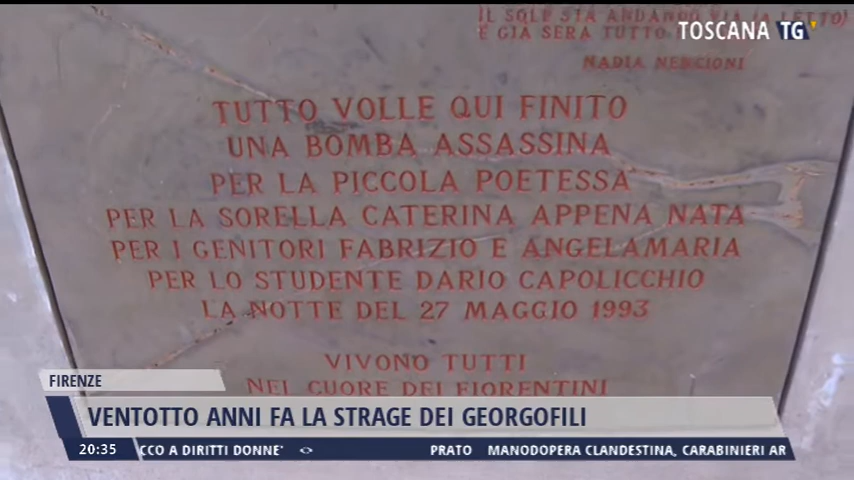 IL SOLE STA ANDANDO VIA (A LETTO)
E GIÀ SERA TUTTO
TOSCANA TG
NADIA NENCIONI
TUTTO VOLLE QUI FINITO
UNA BOMBA ASSASSINA
PER LA PICCOLA POETESSA
PER LA SORELLA CATERINA APPENA NATA
PER I GENITORI FABRIZIO E ANGELAMARIA
PER LO STUDENTE DARIO CAPOLICCHIO
LA NOTTE DEL 27 MAGGIO 1993
VIVONO TUTTI
NEL CUORE DEI FIORENTINI
FIRENZE
VENTOTTO ANNI FA LA STRAGE DEI GEORGOFILI
20:35 CCO A DIRITTI DONNE' PRATO MANODOPERA CLANDESTINA, CARABINIERI AR